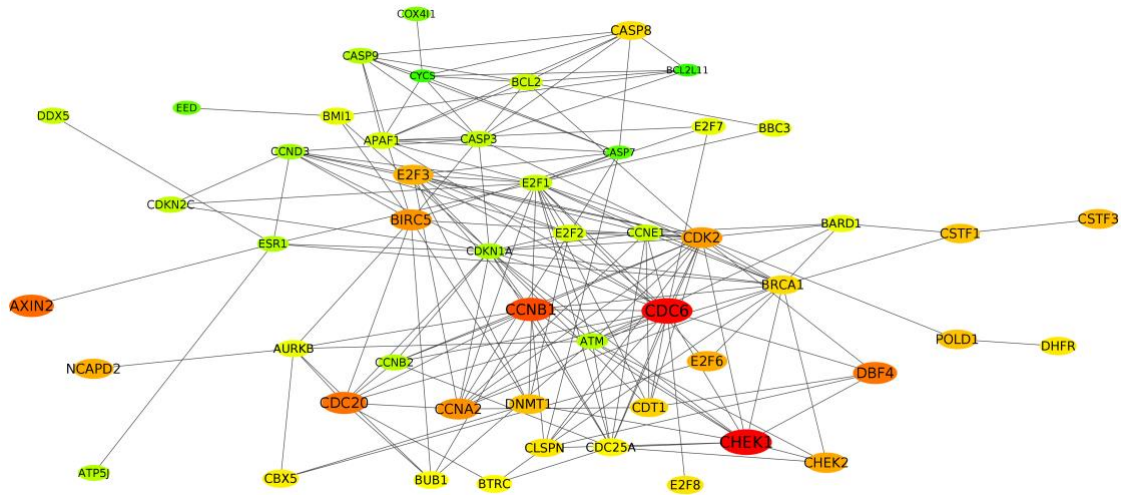 COX4I1
CASP8
CASP9
CYCS
BCL2L11
BCL2
EED
DDX5
BMI1
E2F7
BBC3
APAF1
CASP3
CCND3
CASP7
E2F3
E2F1
CDKN2C
BIRC5
CSTF3
BARD1
CSTF1
E2F2
CCNE1
CDK2
ESR1
CDKN1A
BRCA1
AXIN2
CCNB1
CDC6
ATM
POLD1
DHFR
AURKB
CCNB2
E2F6
NCAPD2
DBF4
CDC20
CCNA2
DNMT1
CDT1
CHEK1
CLSPN
CDC25A
CHEK2
ATP5J
CBX5
BUB1
BTRC
E2F8